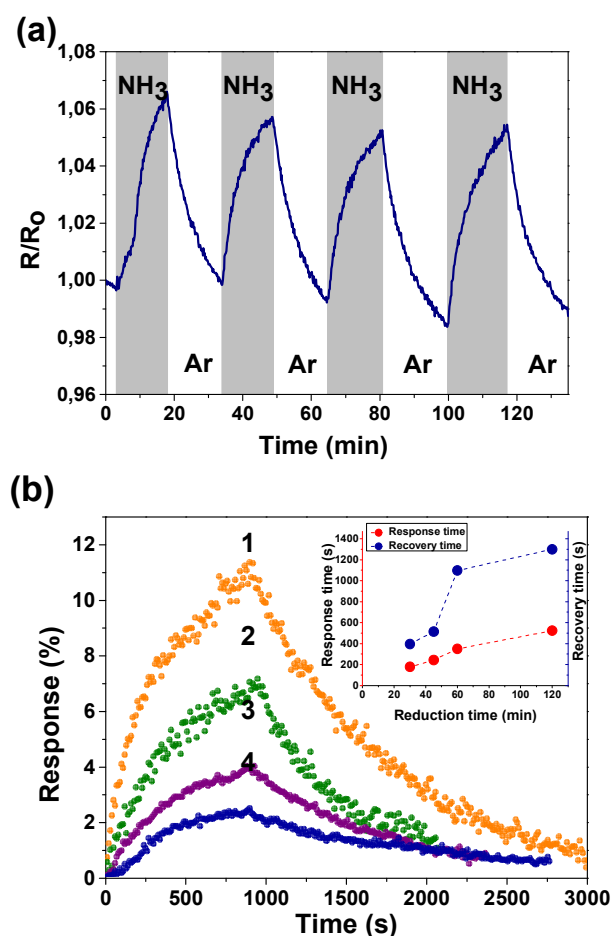 (a)
1,08
1,06
1,04
1,02
1,00
0,98
0,96
R/Ro
NH3 NH3 NH3 NH3
Ar Ar Ar Ar
0 20 40 60 80 100 120
Time (min)
(b)
12
10
8
6
4
2
0
Response (%)
1
2
3
4
0 500 1000 1500 2000 2500 3000
Time (s)
Response time
Recovery time
1400
1200
1000
800
600
400
200
0
Response time (s)
Recovery time (s)
0 20 40 60 80 100 120
Reduction time (min)